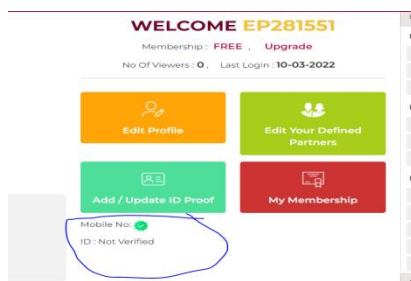 WELCOME EP281551
Membership : FREE , Upgrade
No Of Viewers : 0 , Last Login : 10-03-2022
Edit Profile
Edit Your Defined
Partners
Add / Update ID Proof
My Membership
Mobile No:
ID : Not Verified